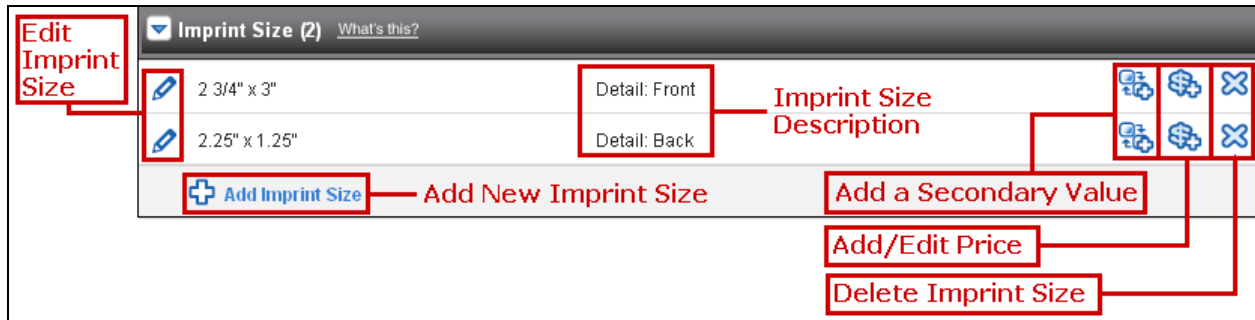 Edit
Imprint
Size
Imprint Size (2) What's this?
2 3/4" x 3" Detail: Front
2.25" x 1.25" Detail: Back
Imprint Size
Description
Add Imprint Size Add New Imprint Size
Add a Secondary Value
Add/Edit Price
Delete Imprint Size